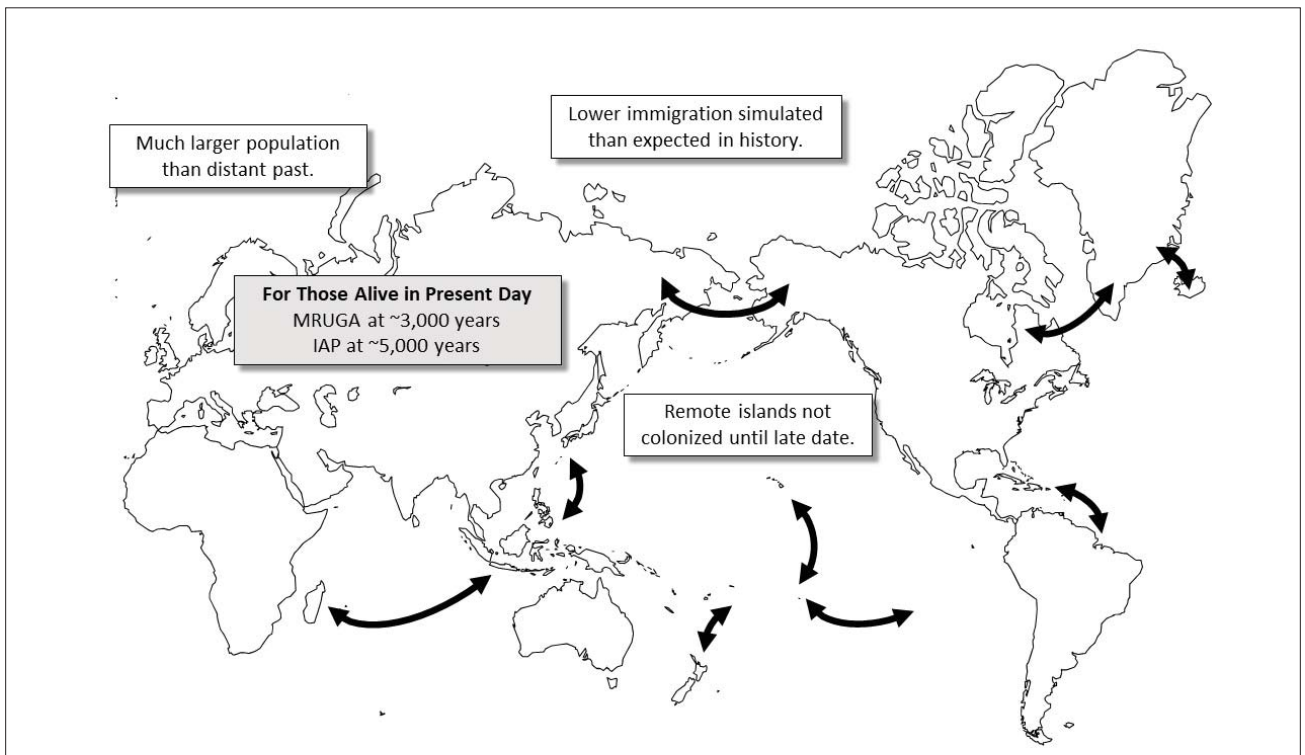 Much larger population
than distant past.
Lower immigration simulated
than expected in history.
For Those Alive in Present Day
MRUGA at ~3,000 years
IAP at ~5,000 years
Remote islands not
colonized until late date.